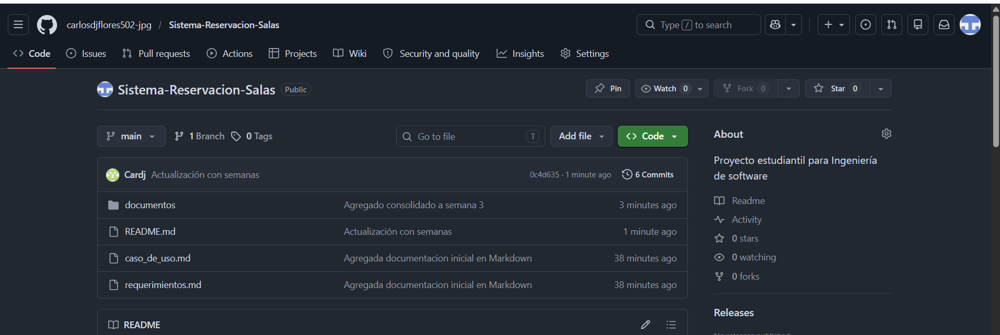 carlosdjflores502-jpg / Sistema-Reservacion-Salas
Type / to search
Code Issues Pull requests Actions Projects Wiki Security and quality Insights Settings
Sistema-Reservacion-Salas Public
Pin Watch 0 Fork 0 Star 0
main 1 Branch 0 Tags
Go to file T Add file Code
Cardj Actualización con semanas 0c4d635 · 1 minute ago 6 Commits
documentos Agregado consolidado a semana 3 3 minutes ago
README.md Actualización con semanas 1 minute ago
caso_de_uso.md Agregada documentacion inicial en Markdown 38 minutes ago
requerimientos.md Agregada documentacion inicial en Markdown 38 minutes ago
README
About
Proyecto estudiantil para Ingeniería
de software
Readme
Activity
0 stars
0 watching
0 forks
Releases